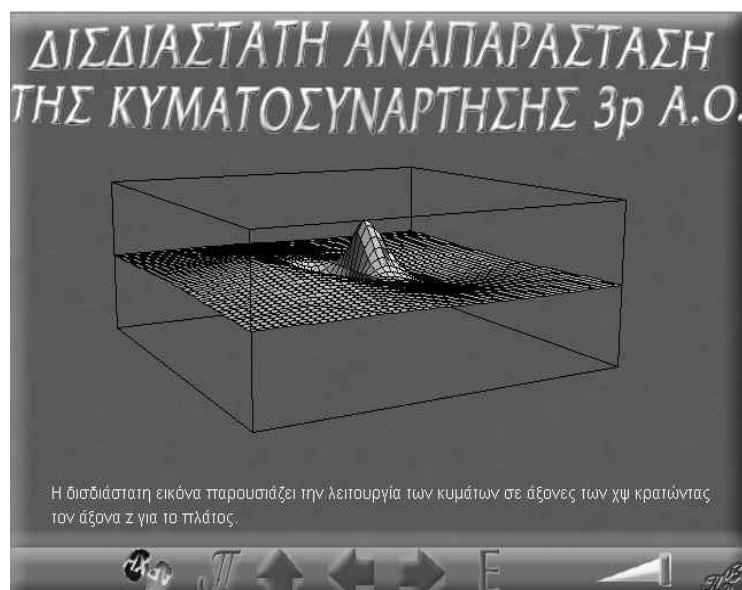 ΔΙΣΔΙΑΣΤΑΤΗ ΑΝΑΠΑΡΑΣΤΑΣΗ
ΤΗΣ ΚΥΜΑΤΟΣΥΝΑΡΤΗΣΗΣ 3p Α.Ο.
Η δισδιάστατη εικόνα παρουσιάζει την λειτουργία των κυμάτων σε άξονες των χψ κρατώντας
τον άξονα z για το πλάτος.
Π Ε